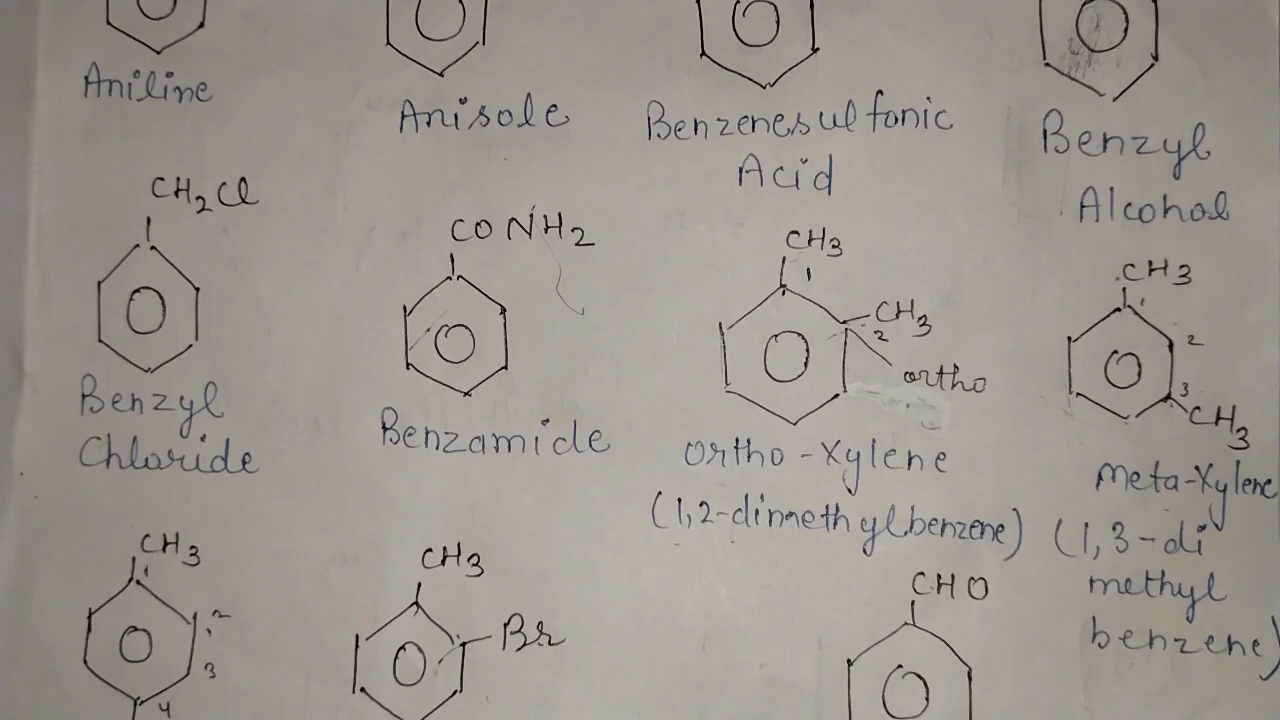 Aniline
Anisole
Benzenesulfonic
Acid
Benzyl
Alcohol
CH2Cl
Benzyl
Chloride
CONH2
Benzamide
CH3
1
CH3
2
ortho
Ortho-Xylene
(1,2-dimethylbenzene)
CH3
1
2
3
CH3
Meta-Xylene
(1,3-di
methyl
benzene)
CH3
1
2
3
4
CH3
Br
CHO